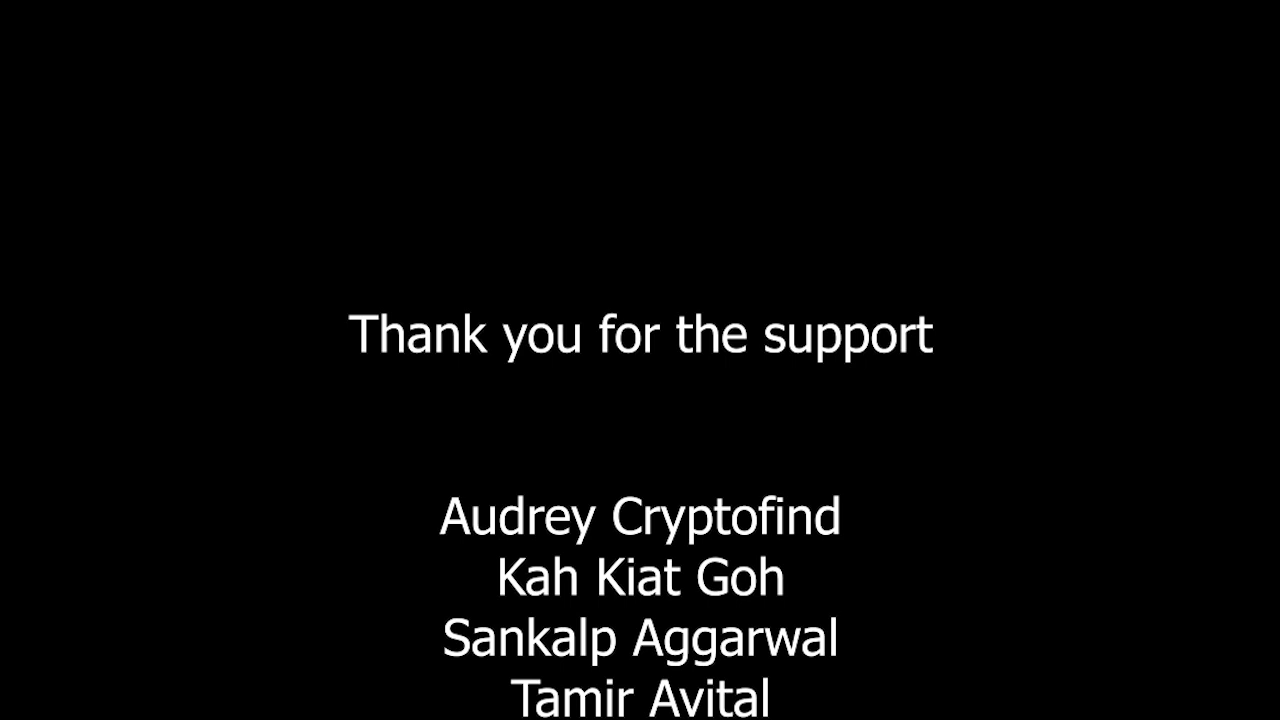 Thank you for the support
Audrey Cryptofind
Kah Kiat Goh
Sankalp Aggarwal
Tamir Avital